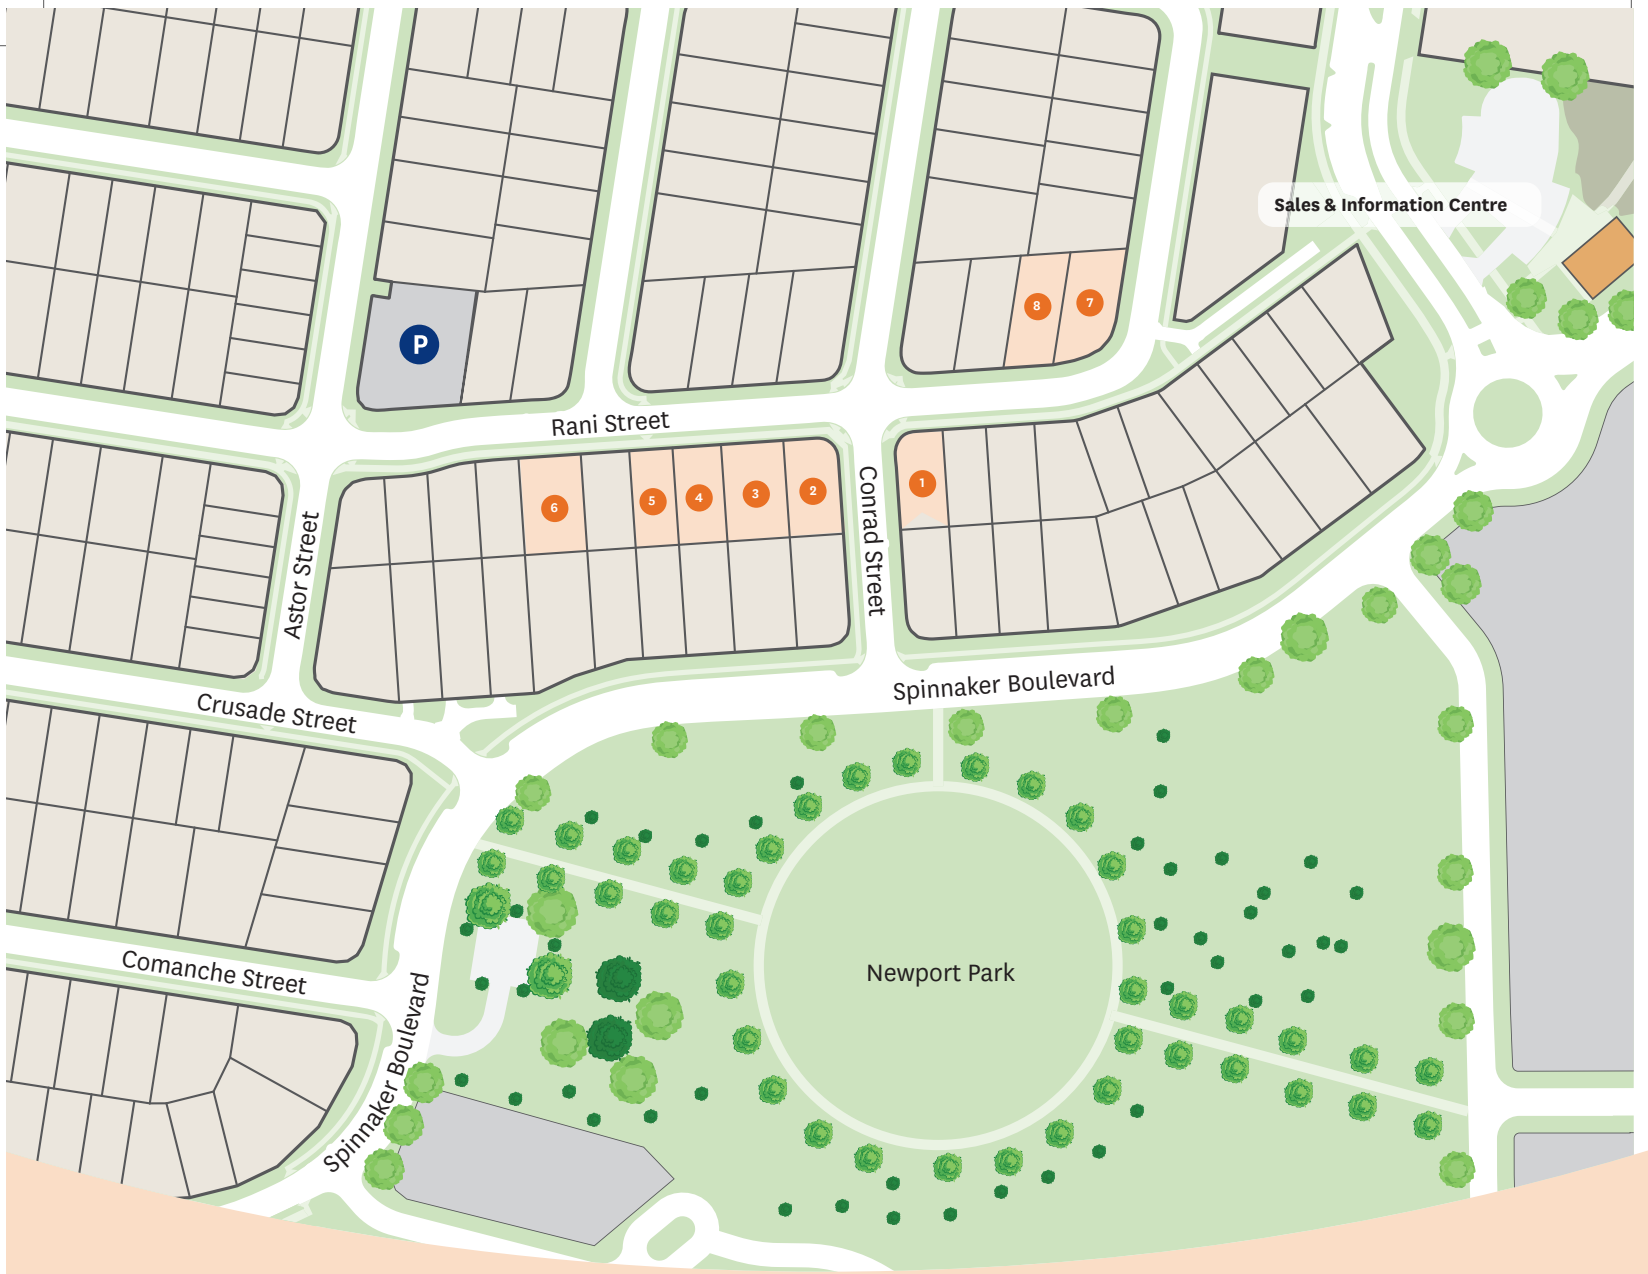 Sales & Information Centre
8
7
P
Rani Street
6
5
4
3
2
1
Conrad Street
Astor Street
Spinnaker Boulevard
Crusade Street
Comanche Street
Newport Park
Spinnaker Boulevard